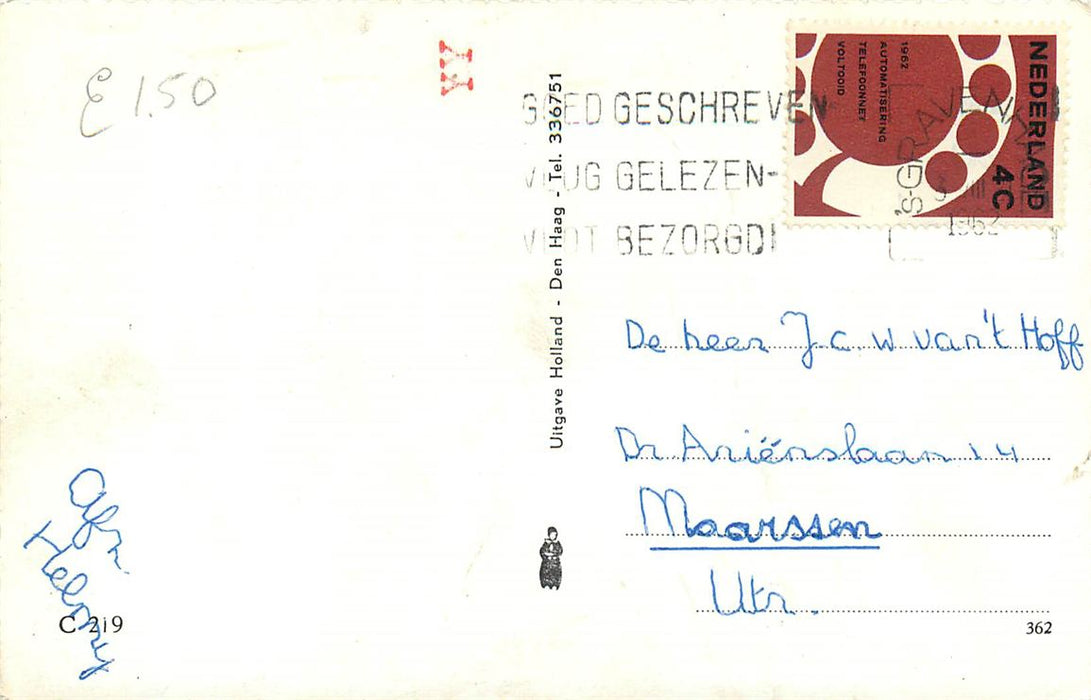 £ 1.50
YY
GOED GESCHREVEN
VLUG GELEZEN-
VLOT BEZORGD!
'S-GRAVENHAGE
1962
NEDERLAND
4C
1962
AUTOMATISERING
TELEFOONNET
VOLTOOID
Uitgave Holland - Den Haag - Tel. 336751
De heer J.C.W van't Hoff
Dr Ariënslaan 14
Maarssen
Utr.
Afz.
Helmy
C 219
362